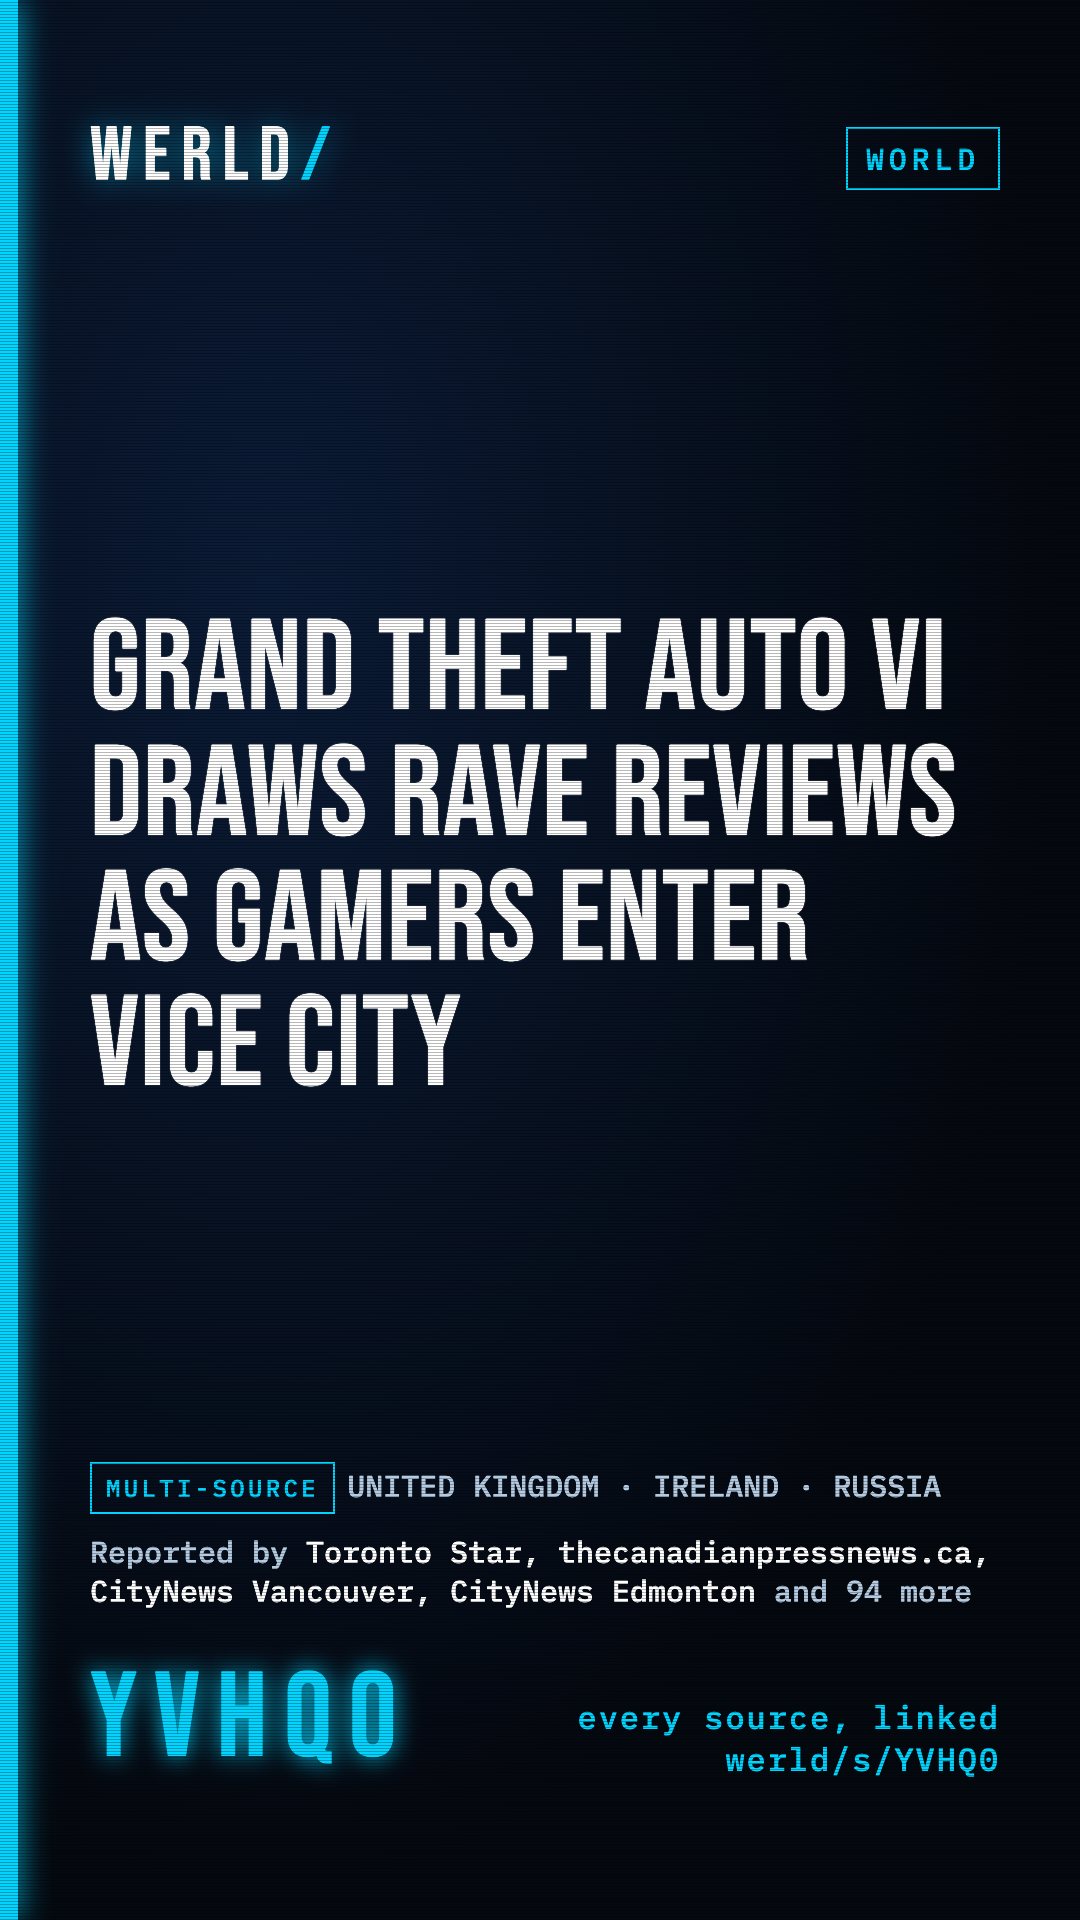 WERLD/
WORLD
GRAND THEFT AUTO VI
DRAWS RAVE REVIEWS
AS GAMERS ENTER
VICE CITY
MULTI-SOURCE UNITED KINGDOM · IRELAND · RUSSIA
Reported by Toronto Star, thecanadianpressnews.ca,
CityNews Vancouver, CityNews Edmonton and 94 more
YVHQ0
every source, linked
werld/s/YVHQ0